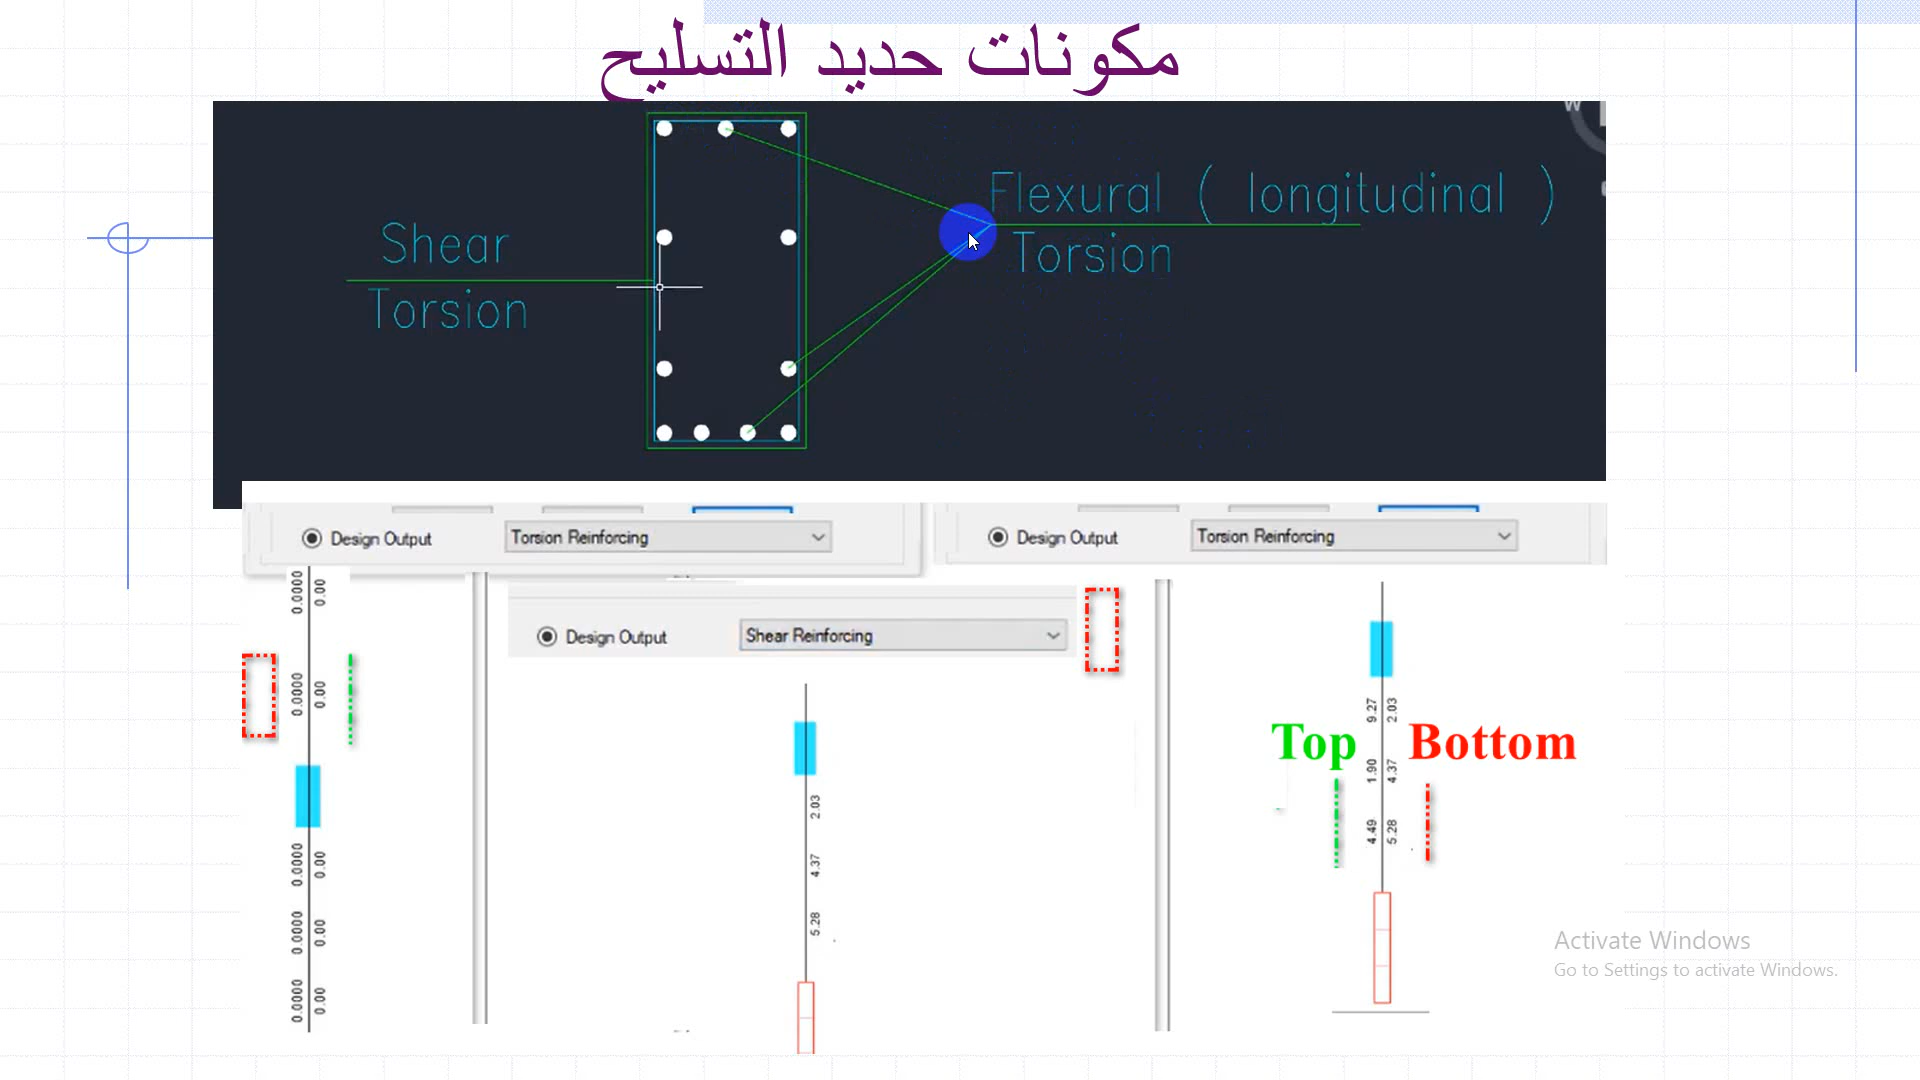 مكونات حديد التسليح
W
Flexural ( longitudinal )
Torsion
Shear
Torsion
Design Output
Torsion Reinforcing
Design Output
Torsion Reinforcing
0.0000
0.00
0.0000
0.00
0.0000
0.00
0.0000
0.00
0.0000
0.00
Design Output
Shear Reinforcing
2.03
4.37
5.28
9.27
2.03
Top
Bottom
1.90
4.37
4.49
5.28
Activate Windows
Go to Settings to activate Windows.